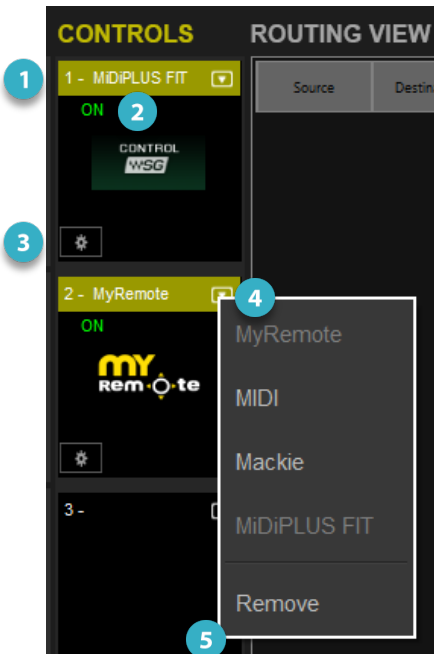 CONTROLS
ROUTING VIEW
1
1 - MiDiPLUS FIT
Source
ON
2
CONTROL
WSG
3
2 - MyRemote
4
ON
MY
Rem te
MyRemote
MIDI
Mackie
MiDiPLUS FIT
3 -
Remove
5